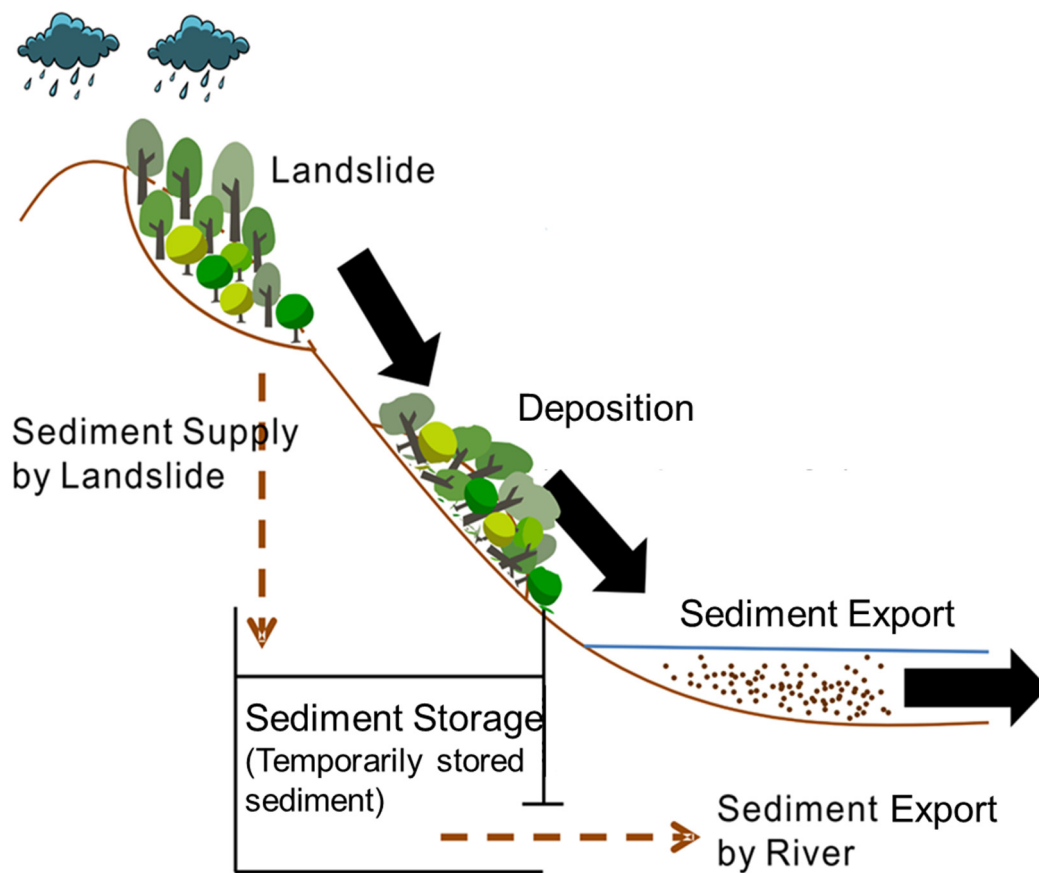 Landslide
Deposition
Sediment Supply
by Landslide
Sediment Export
Sediment Storage
(Temporarily stored
sediment)
Sediment Export
by River